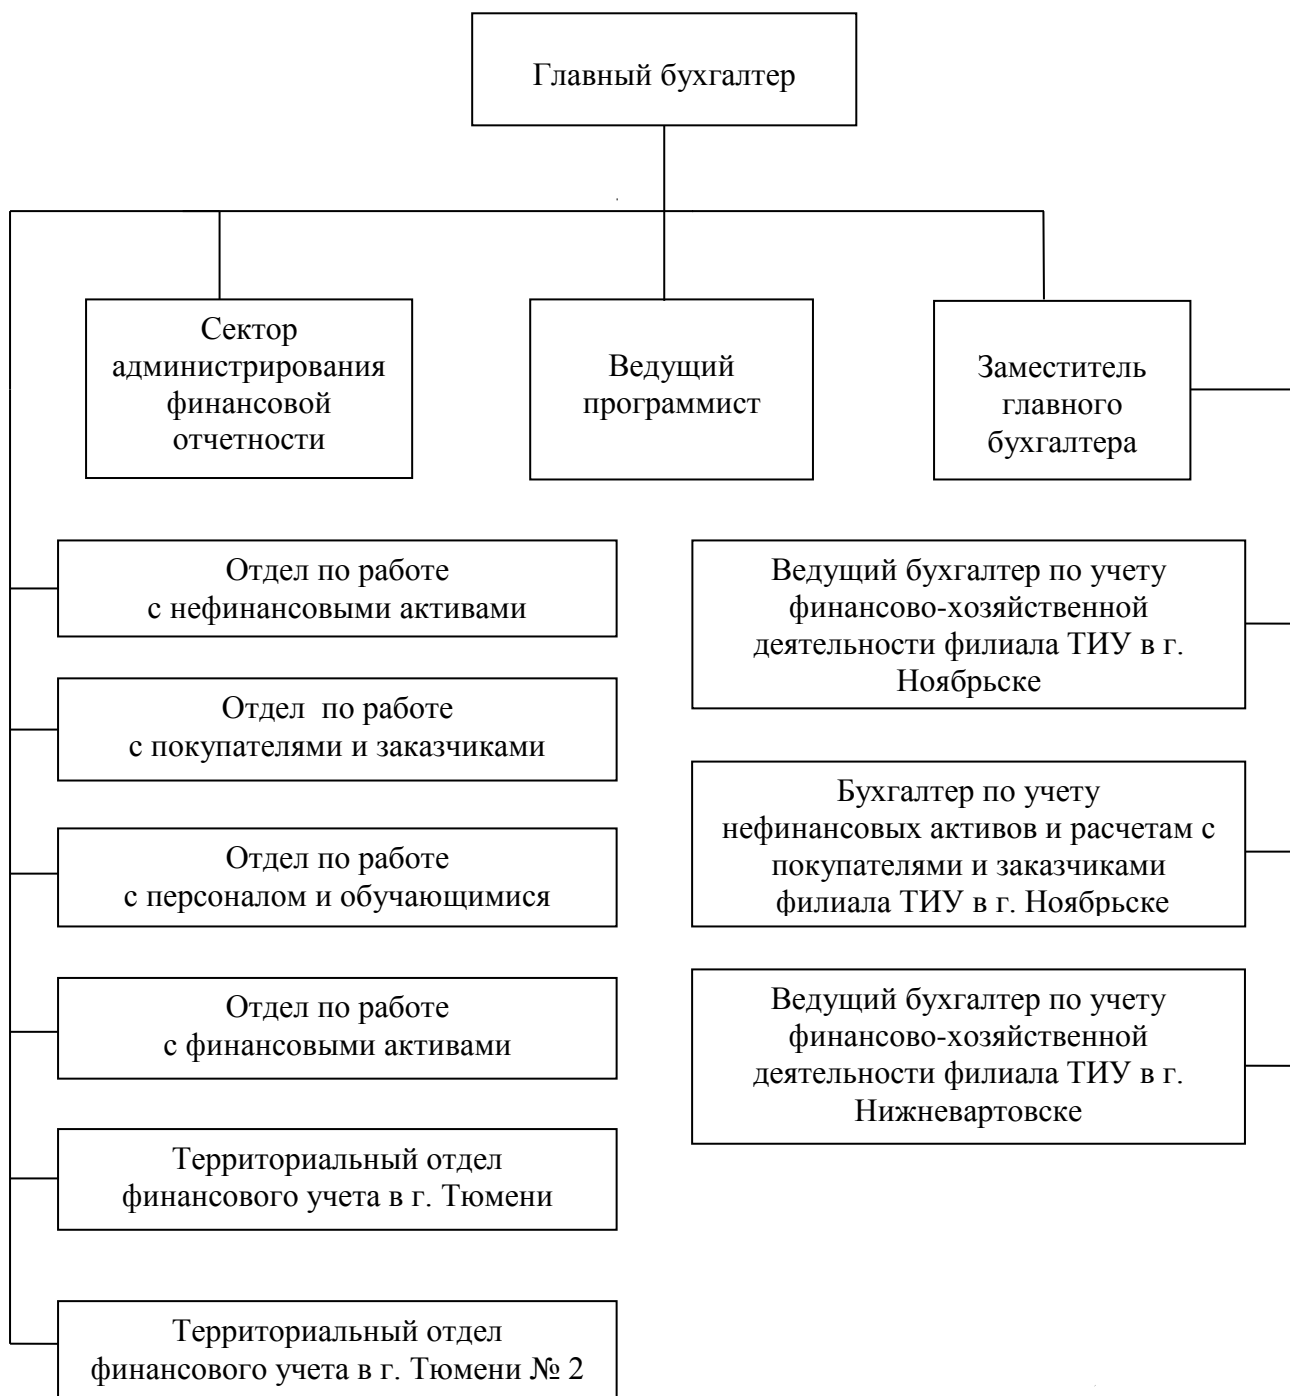 Главный бухгалтер
Сектор
администрирования
финансовой
отчетности
Ведущий
программист
Заместитель
главного
бухгалтера
Отдел по работе
с нефинансовыми активами
Отдел по работе
с покупателями и заказчиками
Отдел по работе
с персоналом и обучающимися
Отдел по работе
с финансовыми активами
Территориальный отдел
финансового учета в г. Тюмени
Территориальный отдел
финансового учета в г. Тюмени № 2
Ведущий бухгалтер по учету
финансово-хозяйственной
деятельности филиала ТИУ в г.
Ноябрьске
Бухгалтер по учету
нефинансовых активов и расчетам с
покупателями и заказчиками
филиала ТИУ в г. Ноябрьске
Ведущий бухгалтер по учету
финансово-хозяйственной
деятельности филиала ТИУ в г.
Нижневартовске